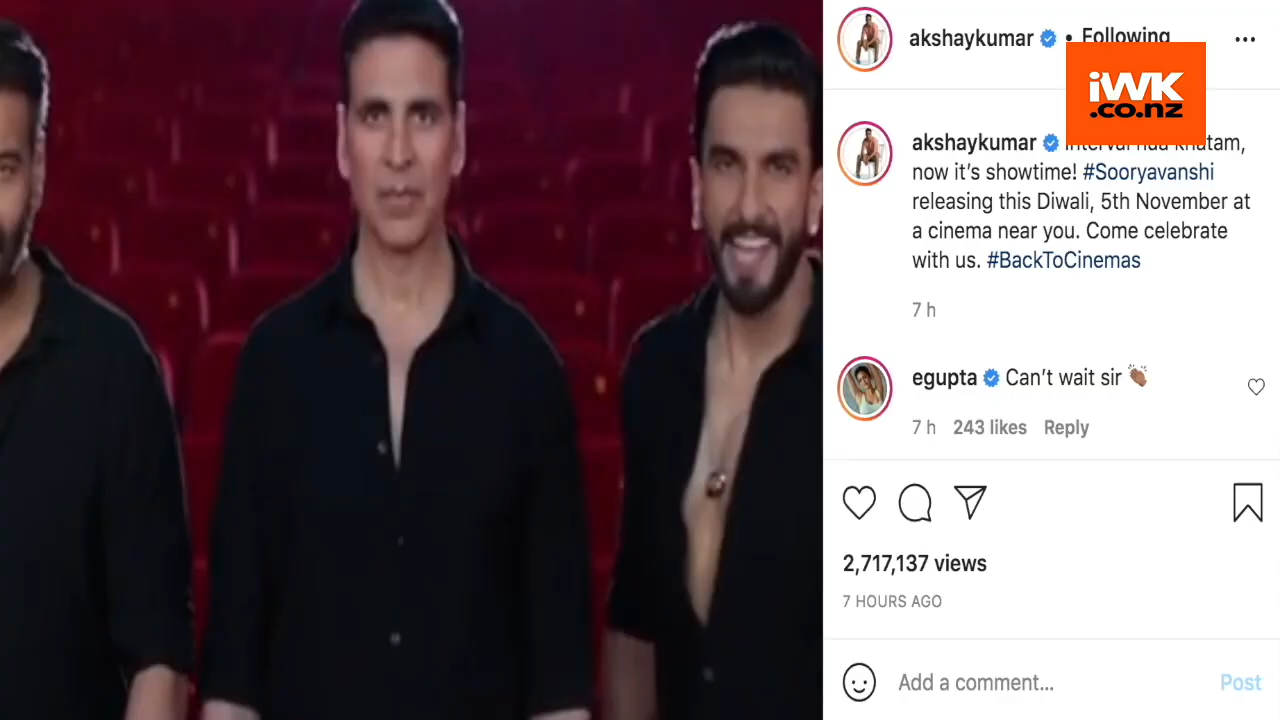 akshaykumar • Following
iWK
.co.nz
akshaykumar
now it's showtime! #Sooryavanshi
releasing this Diwali, 5th November at
a cinema near you. Come celebrate
with us. #BackToCinemas
7 h
egupta Can't wait sir 👏🏾
7 h 243 likes Reply
2,717,137 views
7 HOURS AGO
Add a comment... Post